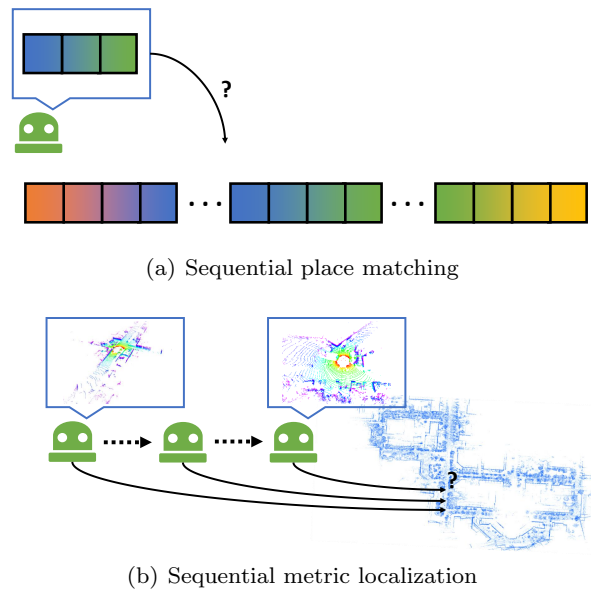 ?
(a) Sequential place matching
?
(b) Sequential metric localization